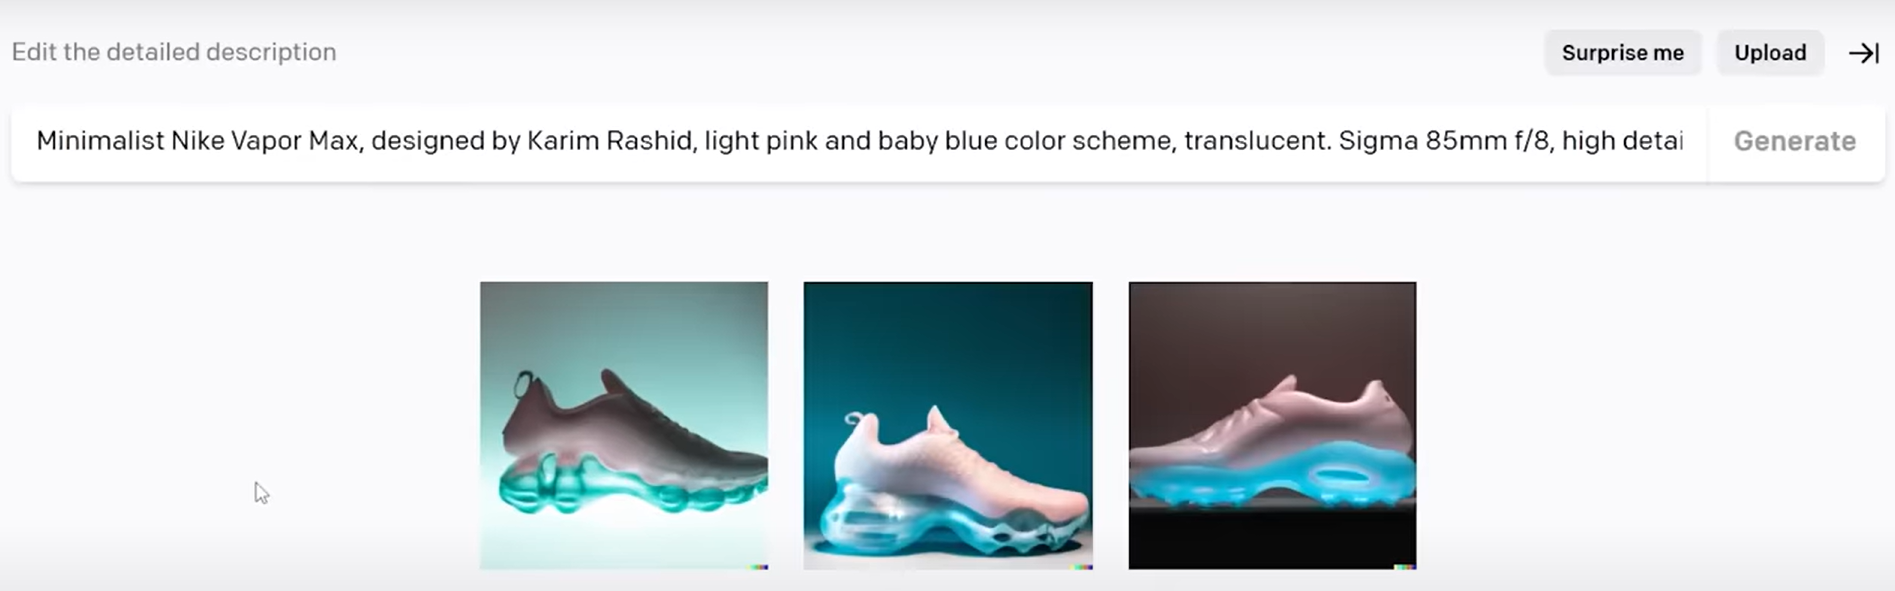 Edit the detailed description
Surprise me
Upload
Minimalist Nike Vapor Max, designed by Karim Rashid, light pink and baby blue color scheme, translucent. Sigma 85mm f/8, high detai
Generate